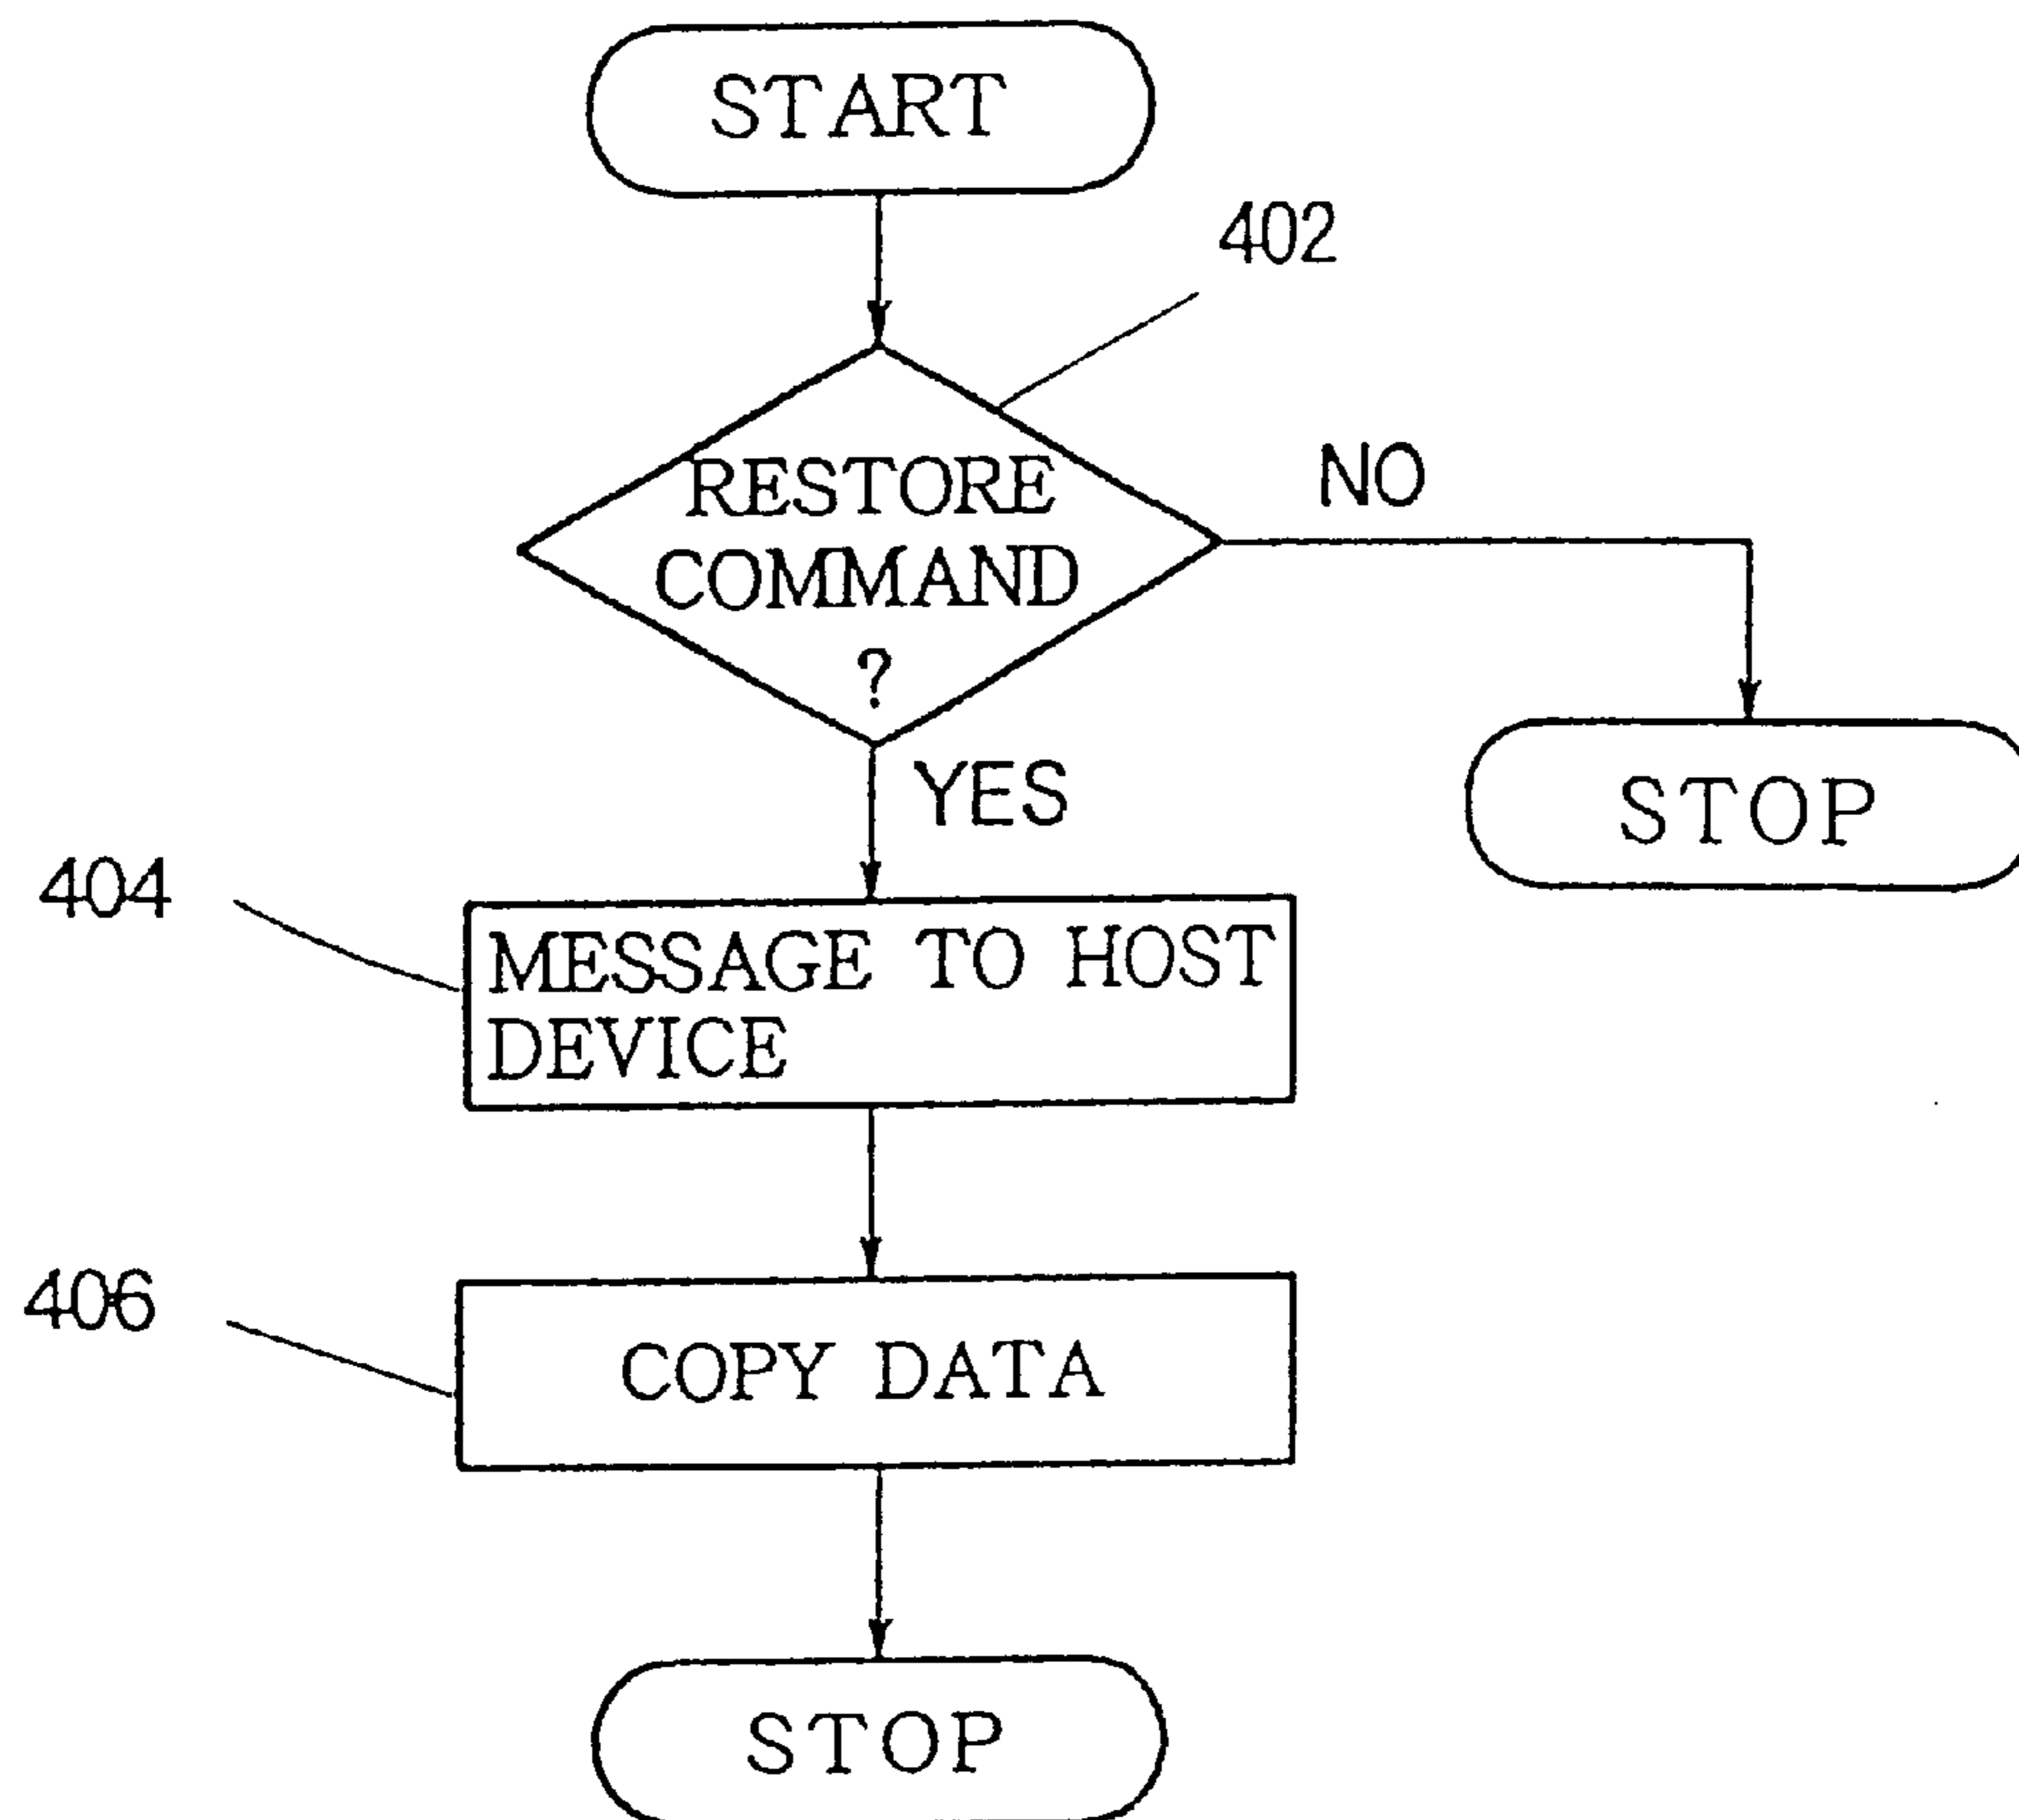 START
402
RESTORE
COMMAND
?
NO
YES
STOP
404
MESSAGE TO HOST
DEVICE
406
COPY DATA
STOP